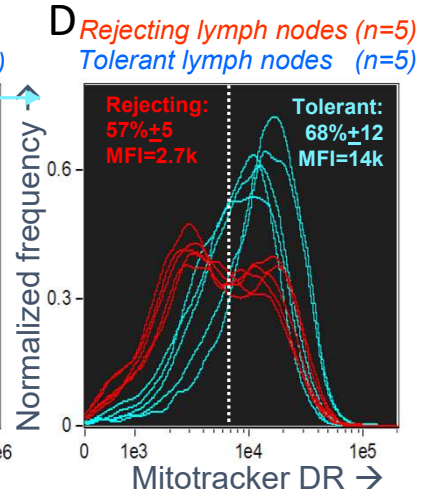 D
Rejecting lymph nodes (n=5)
Tolerant lymph nodes (n=5)
)
Rejecting:
57%±5
MFI=2.7k
Tolerant:
68%±12
MFI=14k
Normalized frequency →
0.6
0.3
0
e6
0 1e3 1e4 1e5
Mitotracker DR →